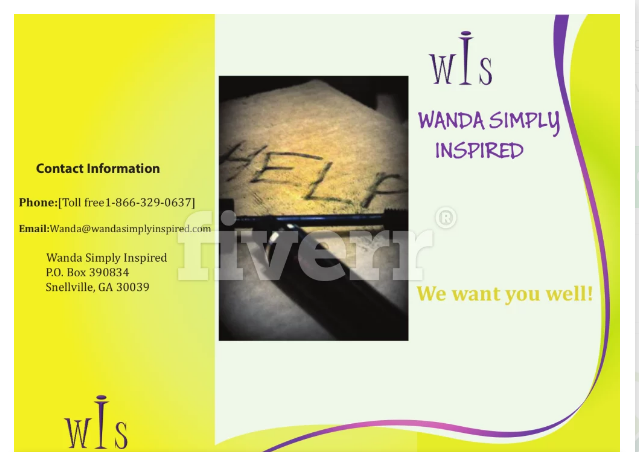 Contact Information
Phone:[Toll free1-866-329-0637]
Email:Wanda@wandasimplyinspired.com
Wanda Simply Inspired
P.O. Box 390834
Snellville, GA 30039
WIS
HELP
fiverr®
WIS
WANDA SIMPLY
INSPIRED
We want you well!